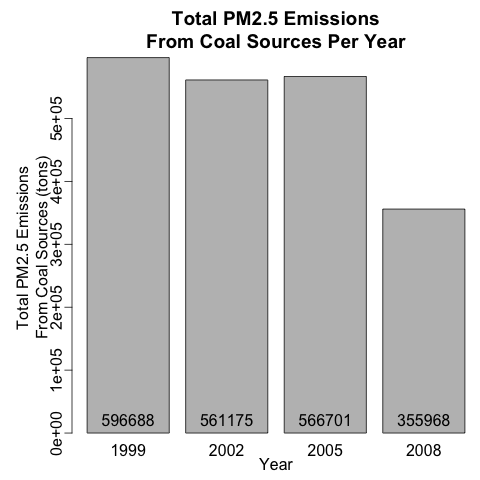 Total PM2.5 Emissions
From Coal Sources Per Year
Total PM2.5 Emissions
From Coal Sources (tons)
5e+05
4e+05
3e+05
2e+05
1e+05
0e+00
596688 561175 566701 355968
1999 2002 2005 2008
Year